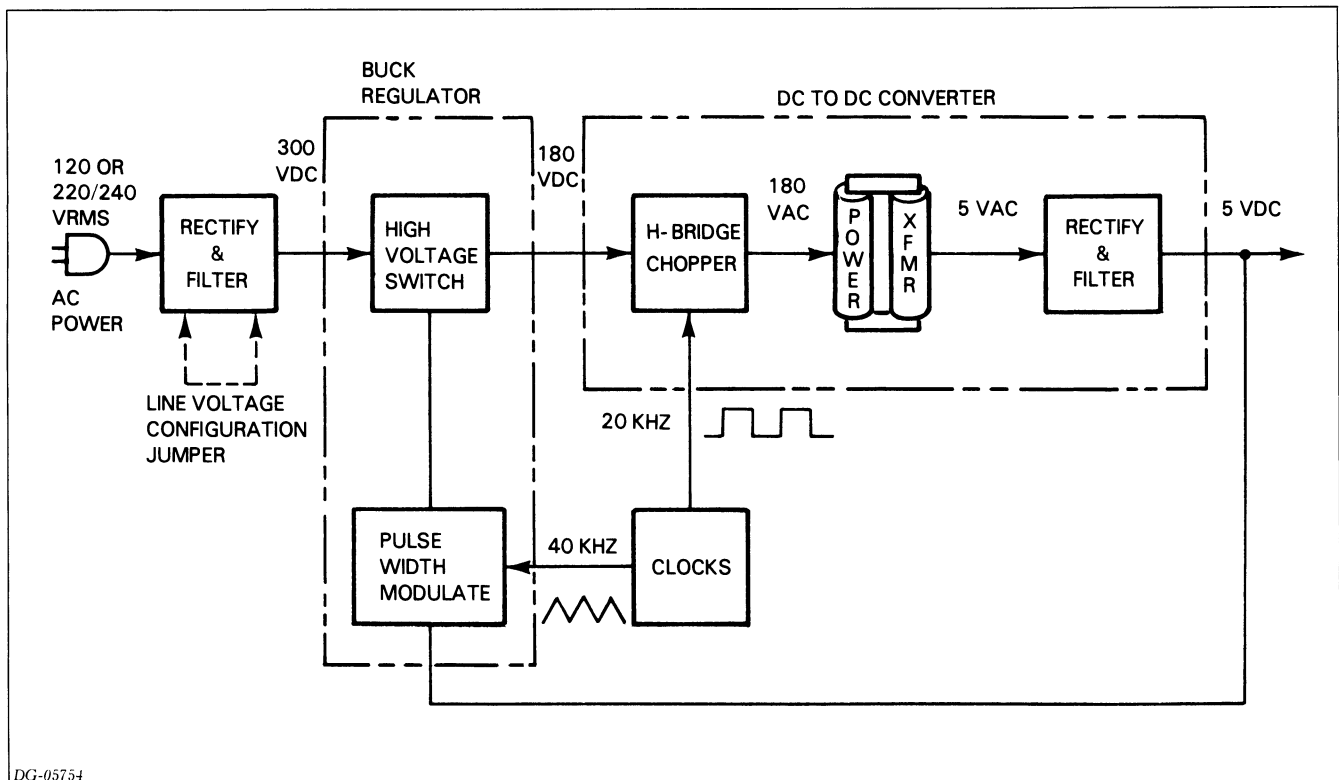 BUCK
REGULATOR
DC TO DC CONVERTER
120 OR
220/240
VRMS
AC
POWER
RECTIFY
&
FILTER
LINE VOLTAGE
CONFIGURATION
JUMPER
300
VDC
HIGH
VOLTAGE
SWITCH
180
VDC
H-BRIDGE
CHOPPER
180
VAC
POWER
XFMR
5 VAC
RECTIFY
&
FILTER
5 VDC
20 KHZ
PULSE
WIDTH
MODULATE
40 KHZ
CLOCKS
DG-05754